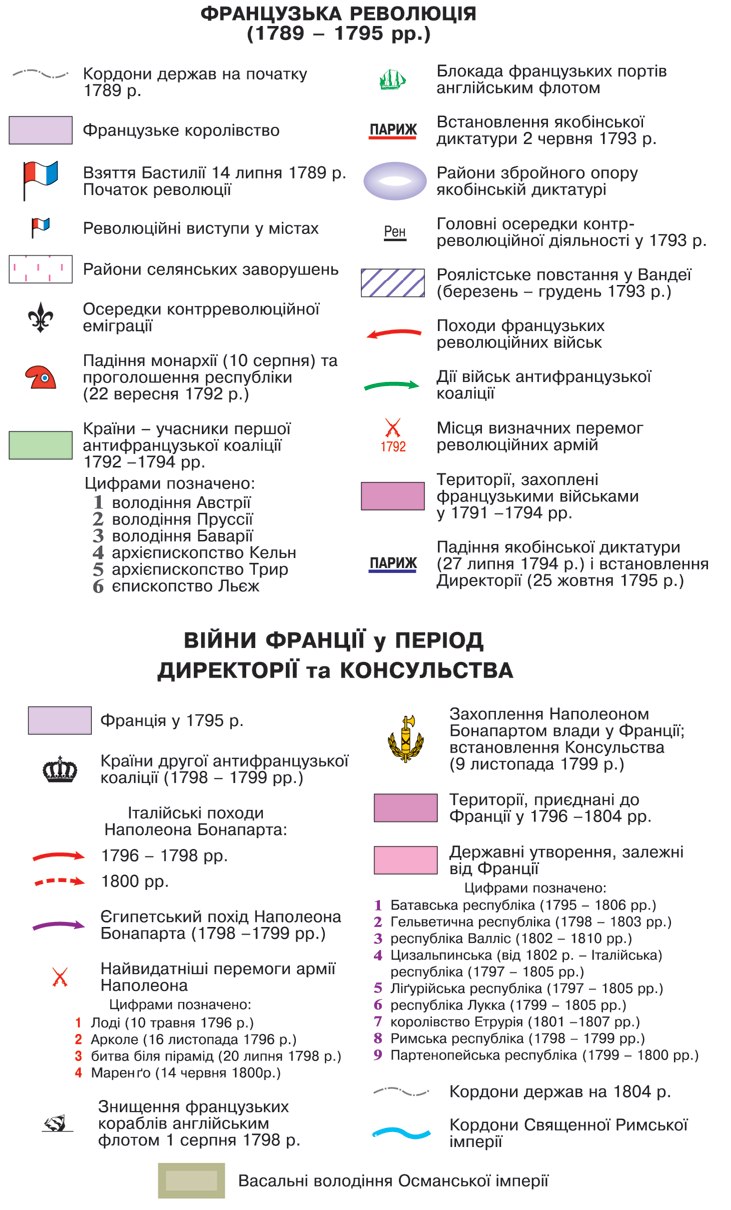 ФРАНЦУЗЬКА РЕВОЛЮЦІЯ
(1789 – 1795 рр.)
Кордони держав на початку
1789 р.
Французьке королівство
Взяття Бастилії 14 липня 1789 р.
Початок революції
Революційні виступи у містах
Райони селянських заворушень
Осередки контрреволюційної
еміграції
Падіння монархії (10 серпня) та
проголошення республіки
(22 вересня 1792 р.)
Країни – учасники першої
антифранцузької коаліції
1792 –1794 рр.
Цифрами позначено:
1 володіння Австрії
2 володіння Пруссії
3 володіння Баварії
4 архієпископство Кельн
5 архієпископство Трир
6 єпископство Льєж
Блокада французьких портів
англійським флотом
ПАРИЖ
Встановлення якобінської
диктатури 2 червня 1793 р.
Райони збройного опору
якобінській диктатурі
Рен
Головні осередки контр-
революційної діяльності у 1793 р.
Роялістське повстання у Вандеї
(березень – грудень 1793 р.)
Походи французьких
революційних військ
Дії військ антифранцузької
коаліції
1792
Місця визначних перемог
революційних армій
Території, захоплені
французькими військами
у 1791 –1794 рр.
ПАРИЖ
Падіння якобінської диктатури
(27 липня 1794 р.) і встановлення
Директорії (25 жовтня 1795 р.)
ВІЙНИ ФРАНЦІЇ у ПЕРІОД
ДИРЕКТОРІЇ та КОНСУЛЬСТВА
Франція у 1795 р.
Країни другої антифранцузької
коаліції (1798 – 1799 рр.)
Італійські походи
Наполеона Бонапарта:
1796 – 1798 рр.
1800 рр.
Єгипетський похід Наполеона
Бонапарта (1798 –1799 рр.)
Найвидатніші перемоги армії
Наполеона
Цифрами позначено:
1 Лоді (10 травня 1796 р.)
2 Арколе (16 листопада 1796 р.)
3 битва біля пірамід (20 липня 1798 р.)
4 Маренґо (14 червня 1800р.)
Знищення французьких
кораблів англійським
флотом 1 серпня 1798 р.
Захоплення Наполеоном
Бонапартом влади у Франції;
встановлення Консульства
(9 листопада 1799 р.)
Території, приєднані до
Франції у 1796 –1804 рр.
Державні утворення, залежні
від Франції
Цифрами позначено:
1 Батавська республіка (1795 – 1806 рр.)
2 Гельветична республіка (1798 – 1803 рр.)
3 республіка Валліс (1802 – 1810 рр.)
4 Цизальпинська (від 1802 р. – Італійська)
республіка (1797 – 1805 рр.)
5 Ліґурійська республіка (1797 – 1805 рр.)
6 республіка Лукка (1799 – 1805 рр.)
7 королівство Етрурія (1801 –1807 рр.)
8 Римська республіка (1798 – 1799 рр.)
9 Партенопейська республіка (1799 – 1800 рр.)
Кордони держав на 1804 р.
Кордони Священної Римської
імперії
Васальні володіння Османської імперії